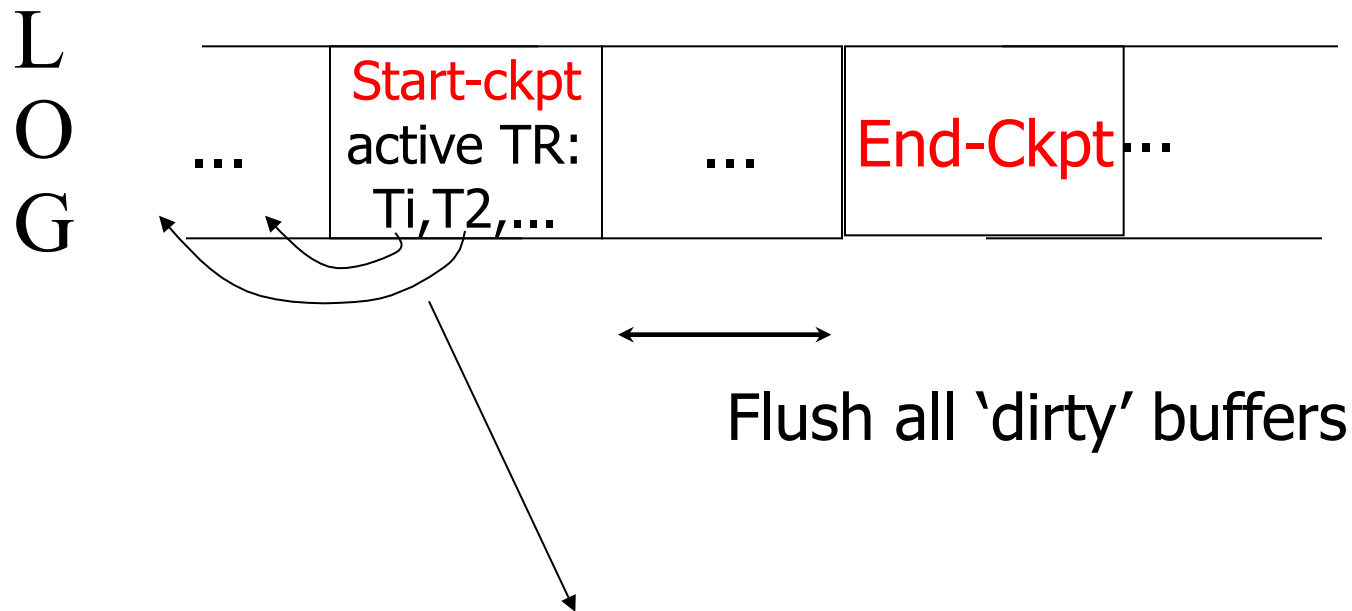 L
O
G
...
Start-ckpt
active TR:
Ti,T2,...
...
End-Ckpt
...
Flush all ‘dirty’ buffers